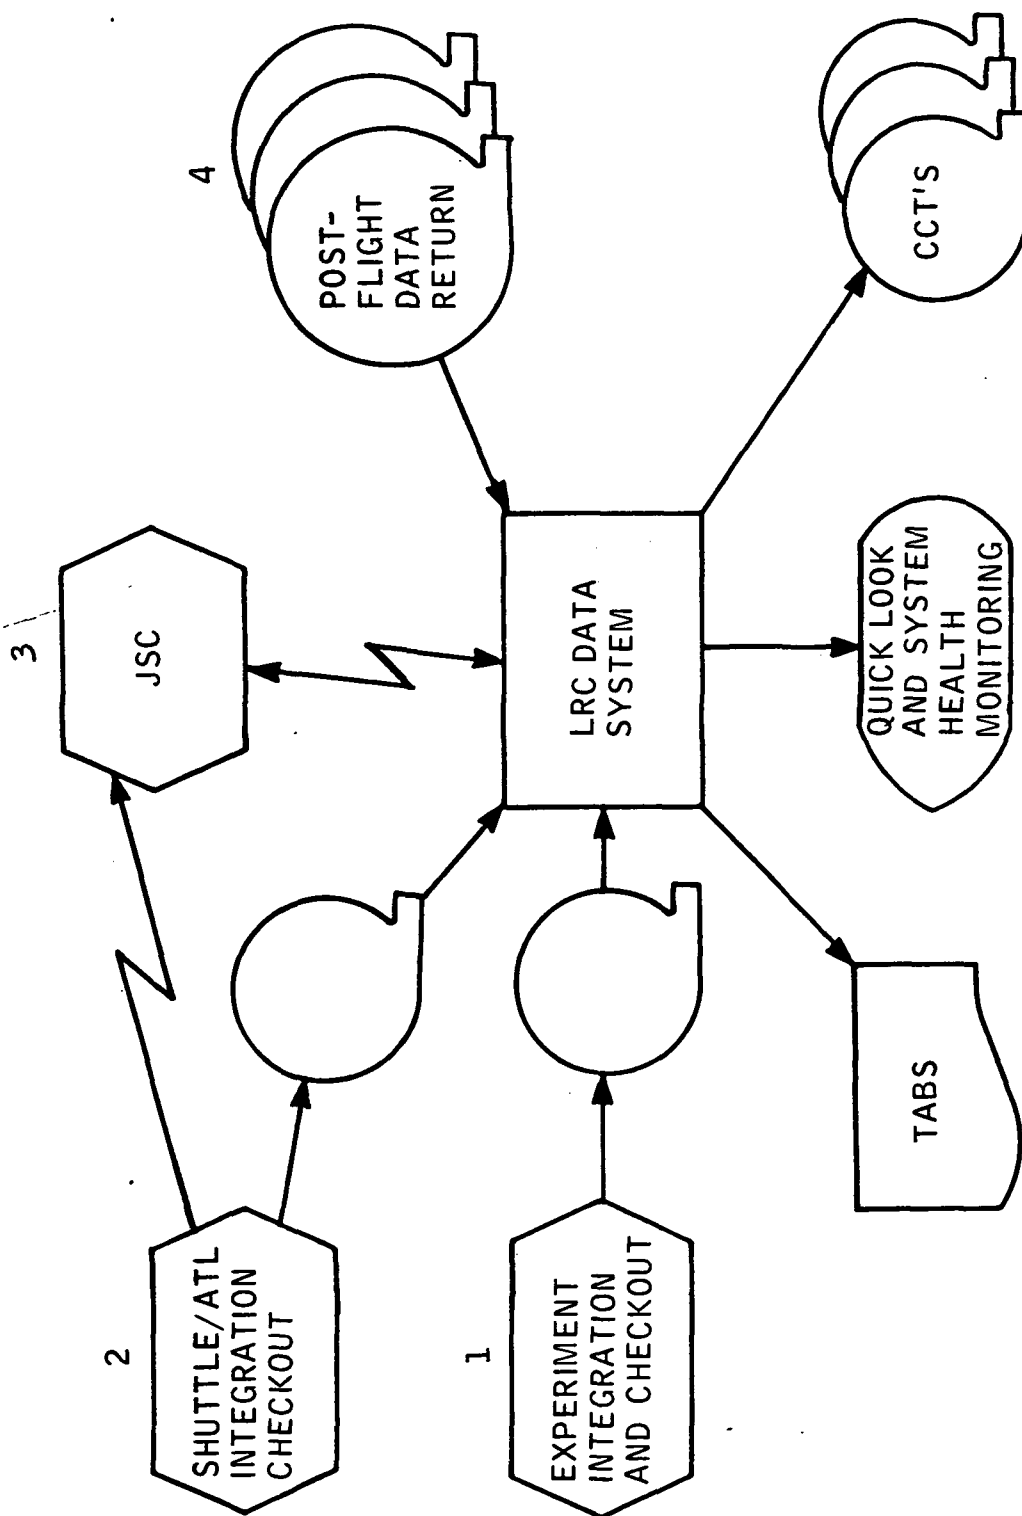 2
SHUTTLE/ATL
INTEGRATION
CHECKOUT
3
JSC
4
POST-
FLIGHT
DATA
RETURN
1
EXPERIMENT
INTEGRATION
AND CHECKOUT
LRC DATA
SYSTEM
TABS
QUICK LOOK
AND SYSTEM
HEALTH
MONITORING
CCT'S